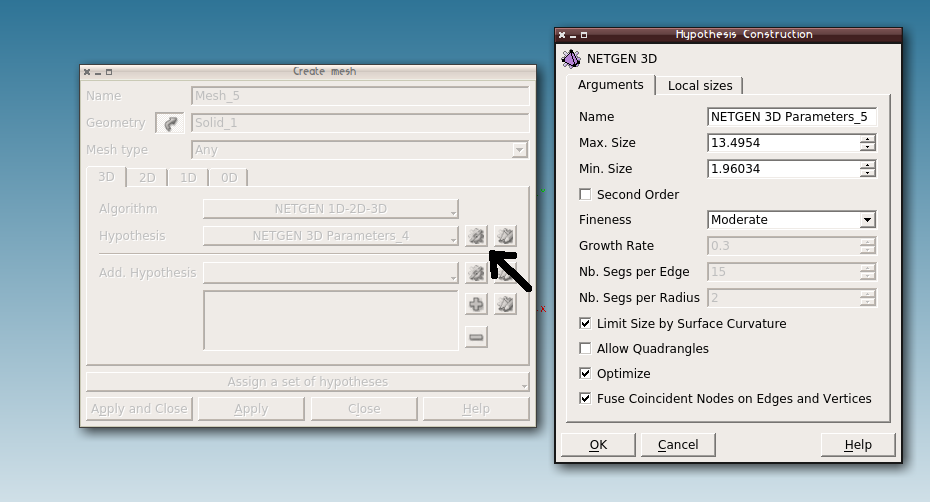 Create mesh
Name Mesh_5
Geometry Solid_1
Mesh type Any
3D 2D 1D 0D
Algorithm NETGEN 1D-2D-3D
Hypothesis NETGEN 3D Parameters_4
Add. Hypothesis
Assign a set of hypotheses
Apply and Close Apply Close Help
x
Hypothesis Construction
NETGEN 3D
Arguments Local sizes
Name NETGEN 3D Parameters_5
Max. Size 13.4954
Min. Size 1.96034
Second Order
Fineness Moderate
Growth Rate 0.3
Nb. Segs per Edge 15
Nb. Segs per Radius 2
Limit Size by Surface Curvature
Allow Quadrangles
Optimize
Fuse Coincident Nodes on Edges and Vertices
OK Cancel Help